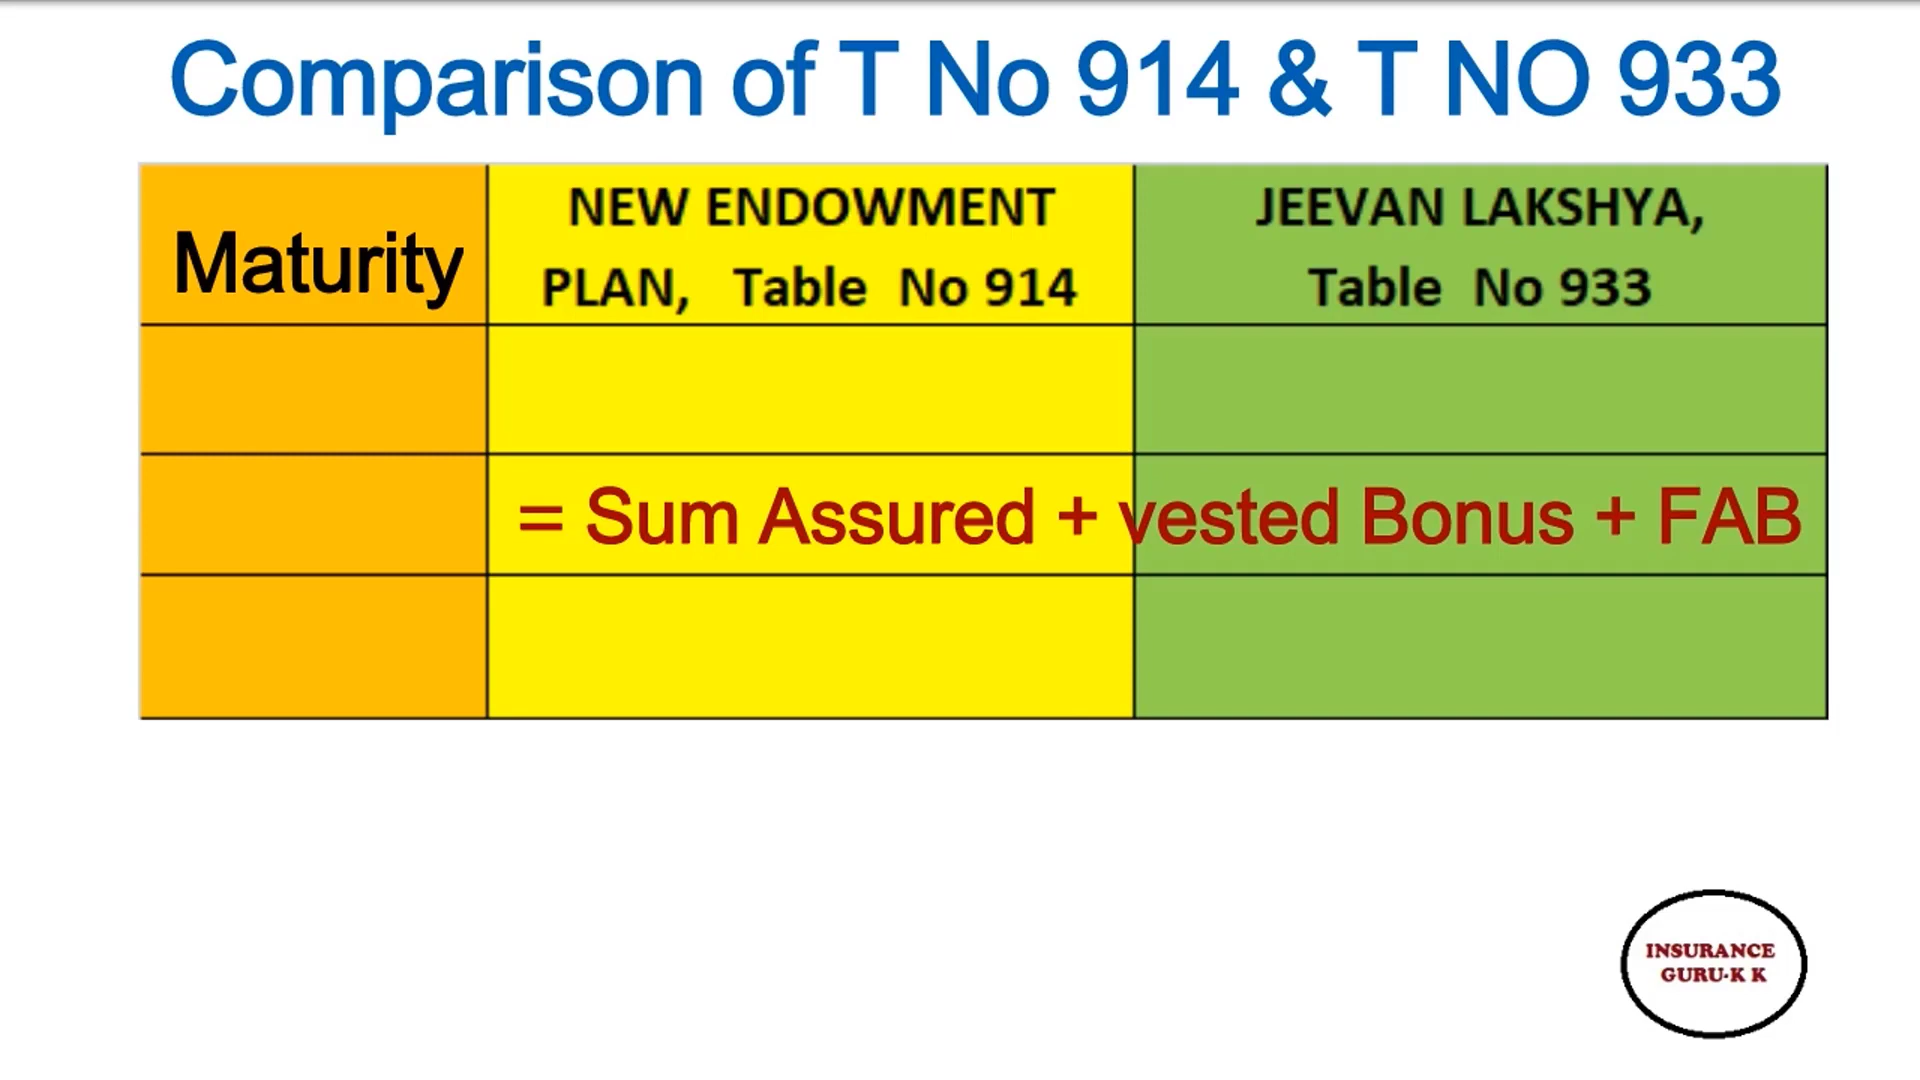 Comparison of T No 914 & T NO 933
Maturity
NEW ENDOWMENT
PLAN, Table No 914
JEEVAN LAKSHYA,
Table No 933
= Sum Assured + vested Bonus + FAB
INSURANCE
GURU-K K